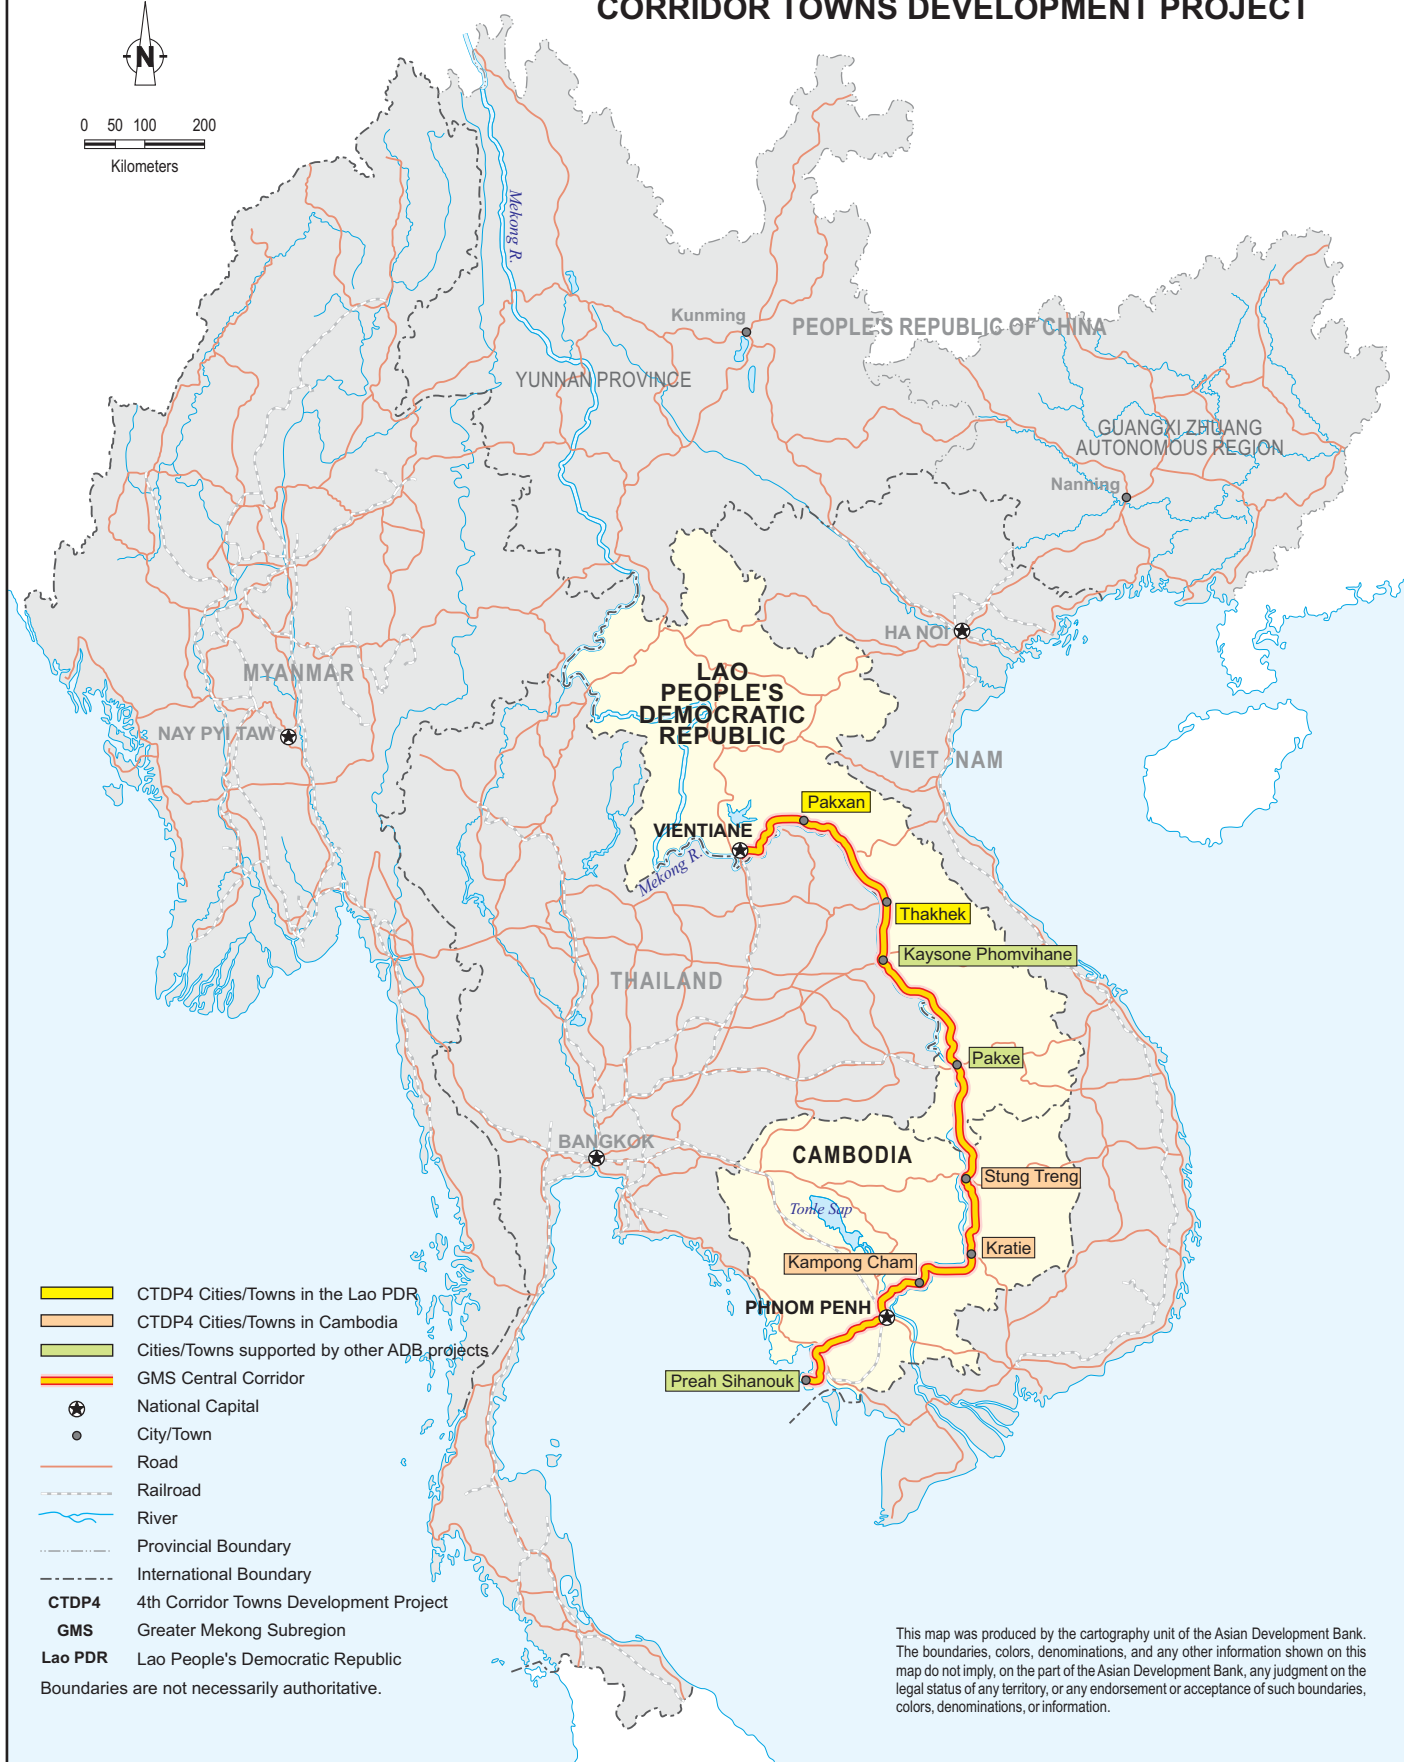 CORRIDOR TOWNS DEVELOPMENT PROJECT
N
0 50 100 200
Kilometers
Mekong R.
Kunming
PEOPLE'S REPUBLIC OF CHINA
YUNNAN PROVINCE
GUANGXI ZHUANG
AUTONOMOUS REGION
Nanning
HA NOI
MYANMAR
NAY PYI TAW
LAO
PEOPLE'S
DEMOCRATIC
REPUBLIC
VIET NAM
Pakxan
VIENTIANE
Mekong R.
Thakhek
Kaysone Phomvihane
THAILAND
Pakxe
BANGKOK
CAMBODIA
Stung Treng
Tonle Sap
Kratie
Kampong Cham
PHNOM PENH
Preah Sihanouk
CTDP4 Cities/Towns in the Lao PDR
CTDP4 Cities/Towns in Cambodia
Cities/Towns supported by other ADB projects
GMS Central Corridor
National Capital
City/Town
Road
Railroad
River
Provincial Boundary
International Boundary
CTDP4 4th Corridor Towns Development Project
GMS Greater Mekong Subregion
Lao PDR Lao People's Democratic Republic
Boundaries are not necessarily authoritative.
This map was produced by the cartography unit of the Asian Development Bank.
The boundaries, colors, denominations, and any other information shown on this
map do not imply, on the part of the Asian Development Bank, any judgment on the
legal status of any territory, or any endorsement or acceptance of such boundaries,
colors, denominations, or information.